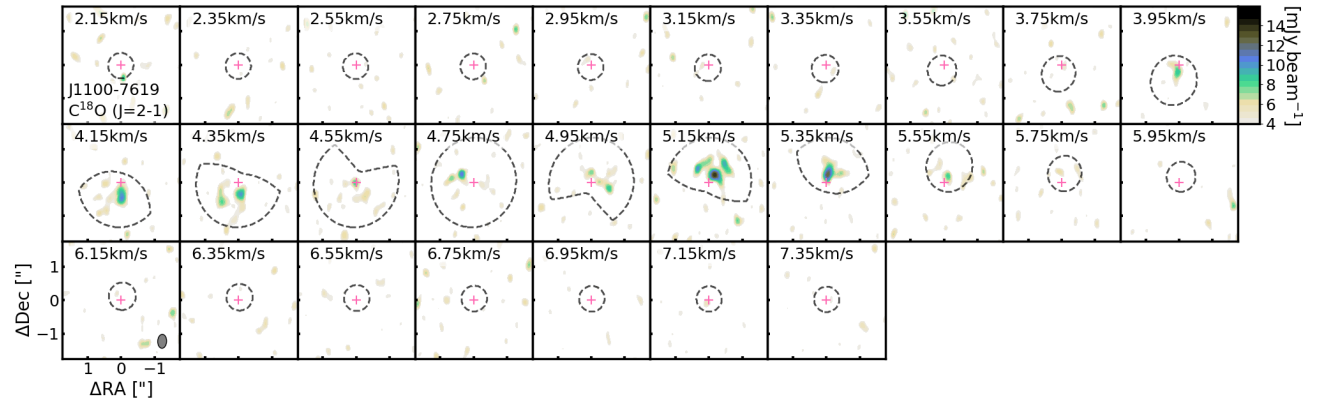 2.15km/s 2.35km/s 2.55km/s 2.75km/s 2.95km/s 3.15km/s 3.35km/s 3.55km/s 3.75km/s 3.95km/s
J1100-7619
C¹⁸O (J=2-1)
14
12
10
8
6
4
[mJy beam⁻¹]
4.15km/s 4.35km/s 4.55km/s 4.75km/s 4.95km/s 5.15km/s 5.35km/s 5.55km/s 5.75km/s 5.95km/s
6.15km/s 6.35km/s 6.55km/s 6.75km/s 6.95km/s 7.15km/s 7.35km/s
1
0
−1
ΔDec ["]
1 0 −1
ΔRA ["]